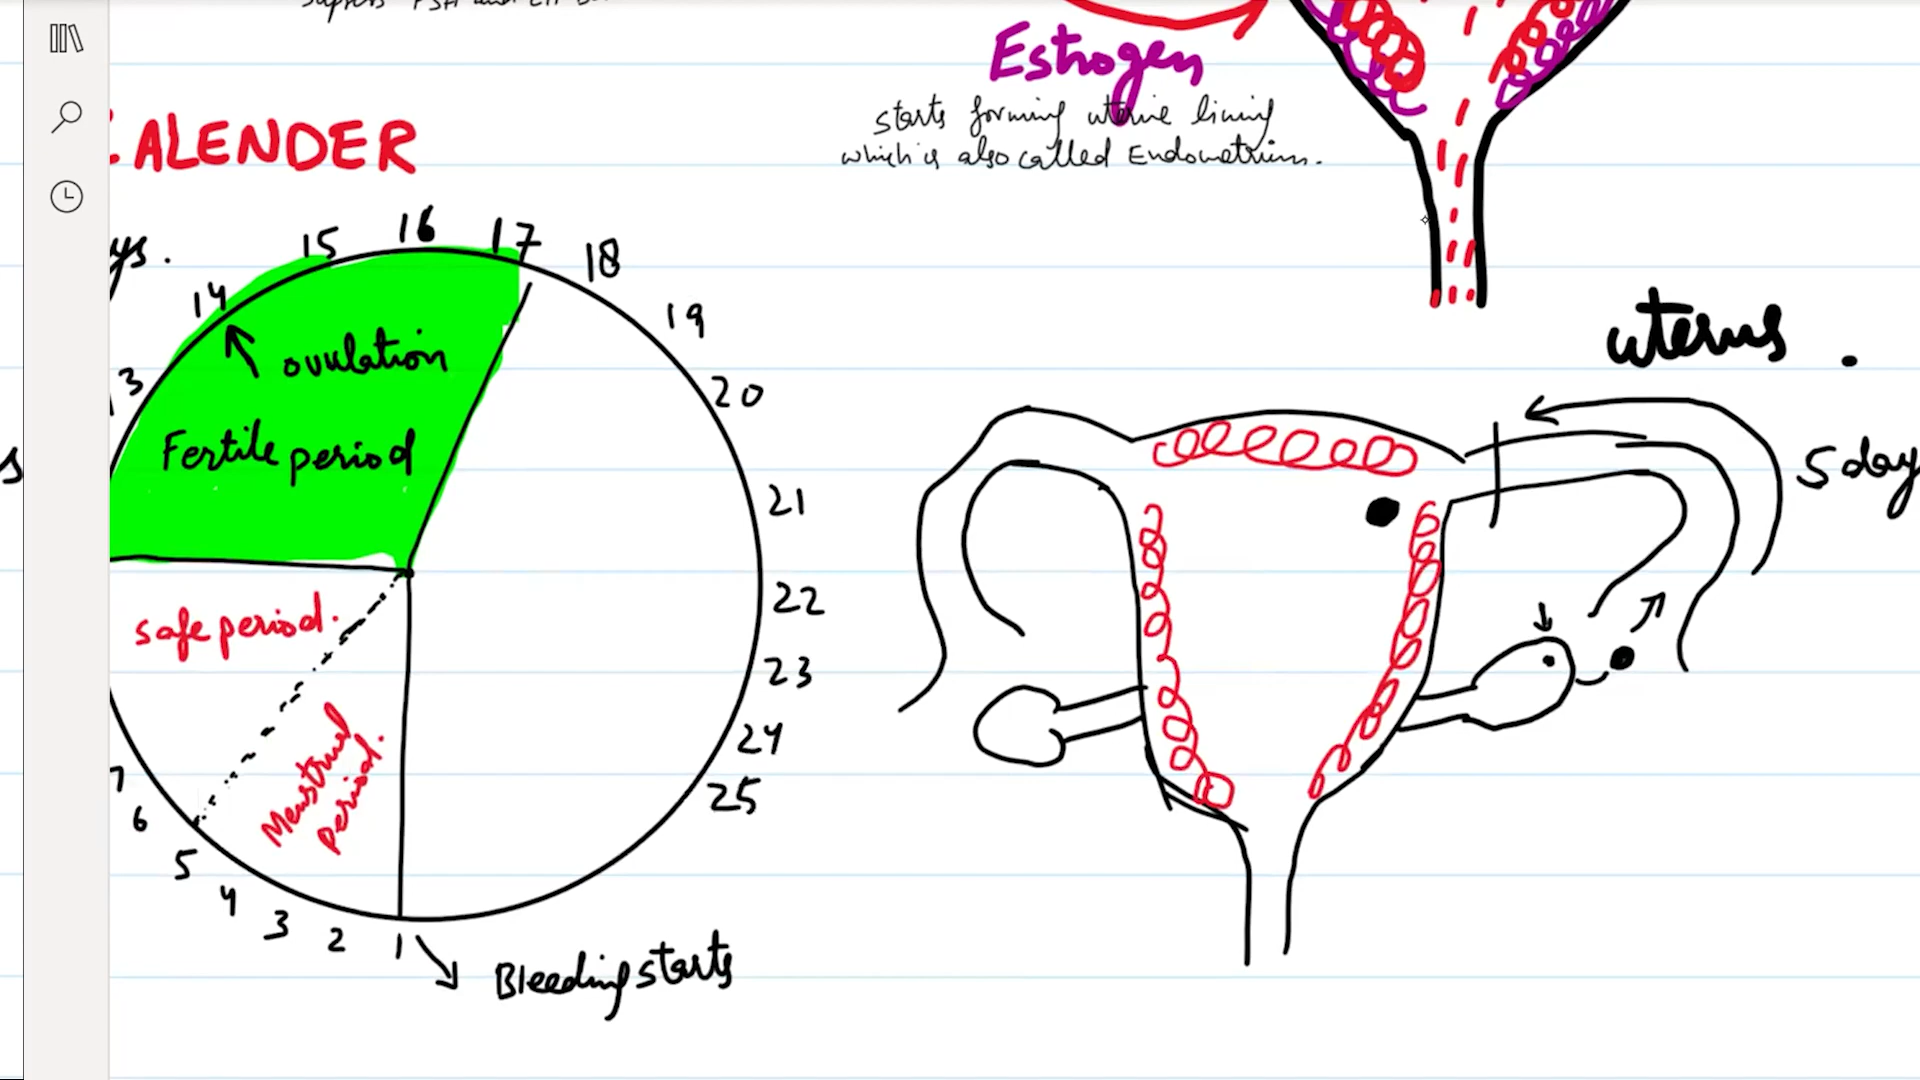 Estrogen
starts forming uterine lining
which is also called Endometrium.
ALENDER
ys.
15 16 17 18
14 19
13 20
ovulation
Fertile period
21
22
safe period.
23
24
25
Menstrual
period.
7
6
5
4
3
2
1
Bleeding starts
uterus.
5 day